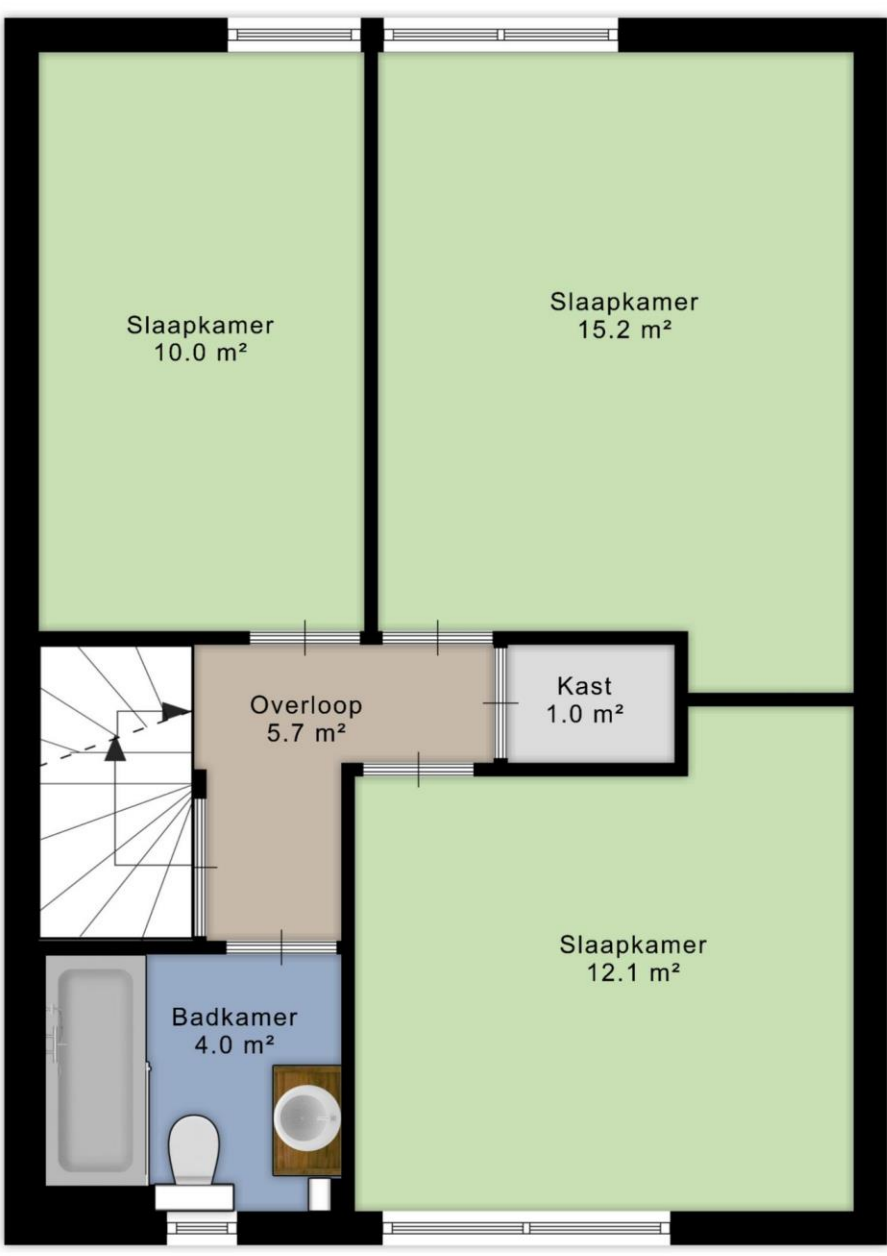 Slaapkamer
10.0 m²
Slaapkamer
15.2 m²
Overloop
5.7 m²
Kast
1.0 m²
Slaapkamer
12.1 m²
Badkamer
4.0 m²